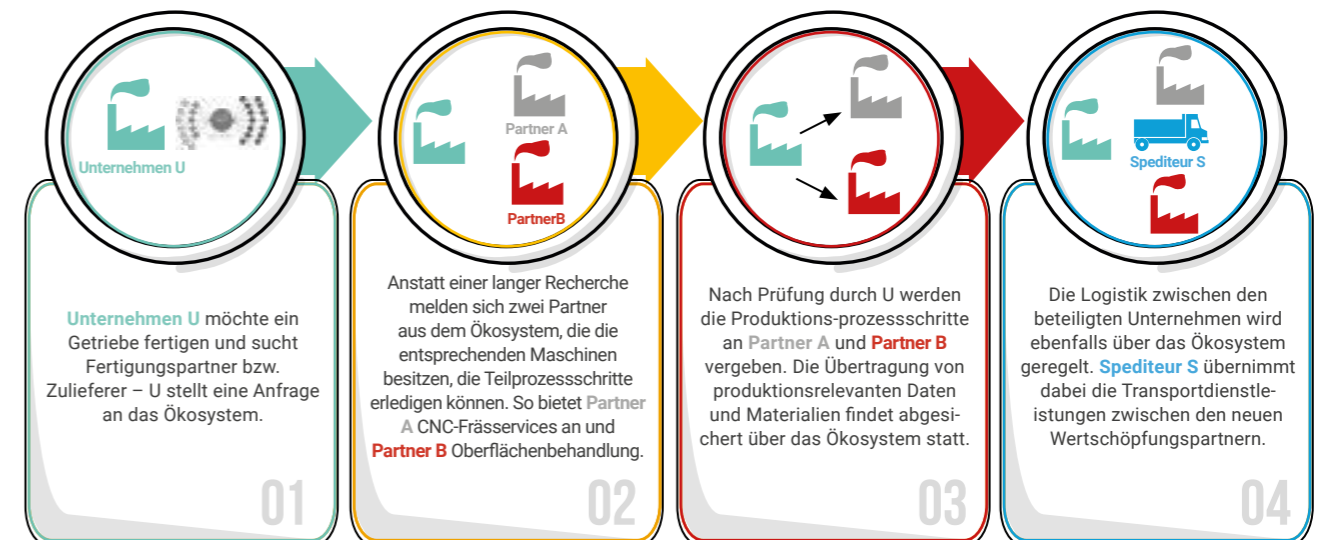 Unternehmen U
Unternehmen U möchte ein
Getriebe fertigen und sucht
Fertigungspartner bzw.
Zulieferer – U stellt eine Anfrage
an das Ökosystem.
01
Partner A
PartnerB
Anstatt einer langer Recherche
melden sich zwei Partner
aus dem Ökosystem, die die
entsprechenden Maschinen
besitzen, die Teilprozessschritte
erledigen können. So bietet Partner
A CNC-Frässervices an und
Partner B Oberflächenbehandlung.
02
Nach Prüfung durch U werden
die Produktions-prozessschritte
an Partner A und Partner B
vergeben. Die Übertragung von
produktionsrelevanten Daten
und Materialien findet abgesi-
chert über das Ökosystem statt.
03
Spediteur S
Die Logistik zwischen den
beteiligten Unternehmen wird
ebenfalls über das Ökosystem
geregelt. Spediteur S übernimmt
dabei die Transportdienstle-
istungen zwischen den neuen
Wertschöpfungspartnern.
04